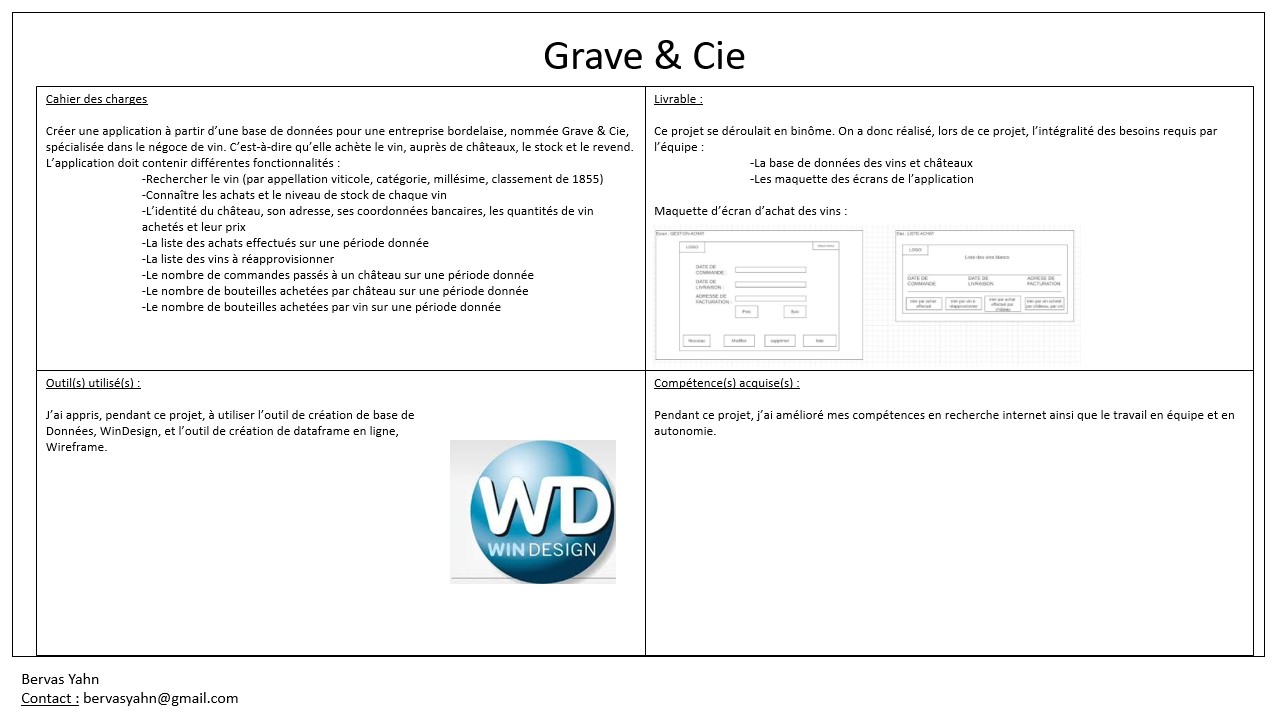 Grave & Cie
Cahier des charges
Créer une application à partir d’une base de données pour une entreprise bordelaise, nommée Grave & Cie,
spécialisée dans le négoce de vin. C’est-à-dire qu’elle achète le vin, auprès de châteaux, le stock et le revend.
L’application doit contenir différentes fonctionnalités :
-Rechercher le vin (par appellation viticole, catégorie, millésime, classement de 1855)
-Connaître les achats et le niveau de stock de chaque vin
-L’identité du château, son adresse, ses coordonnées bancaires, les quantités de vin
achetés et leur prix
-La liste des achats effectués sur une période donnée
-La liste des vins à réapprovisionner
-Le nombre de commandes passés à un château sur une période donnée
-Le nombre de bouteilles achetées par château sur une période donnée
-Le nombre de bouteilles achetées par vin sur une période donnée
Livrable :
Ce projet se déroulait en binôme. On a donc réalisé, lors de ce projet, l’intégralité des besoins requis par
l’équipe :
-La base de données des vins et châteaux
-Les maquette des écrans de l’application
Maquette d’écran d’achat des vins :
Ecran : GESTION ACHAT
LOGO
DATE DE
COMMANDE :
DATE DE
LIVRAISON :
ADRESSE DE
FACTURATION :
Prec
Suiv
Nouveau
Modifier
supprimer
liste
Etat : LISTE ACHAT
LOGO
Liste des vins blancs
DATE DE
COMMANDE
DATE DE
LIVRAISON
ADRESSE DE
FACTURATION
Outil(s) utilisé(s) :
J’ai appris, pendant ce projet, à utiliser l’outil de création de base de
Données, WinDesign, et l’outil de création de dataframe en ligne,
Wireframe.
WD
WINDESIGN
Compétence(s) acquise(s) :
Pendant ce projet, j’ai amélioré mes compétences en recherche internet ainsi que le travail en équipe et en
autonomie.
Bervas Yahn
Contact : bervasyahn@gmail.com